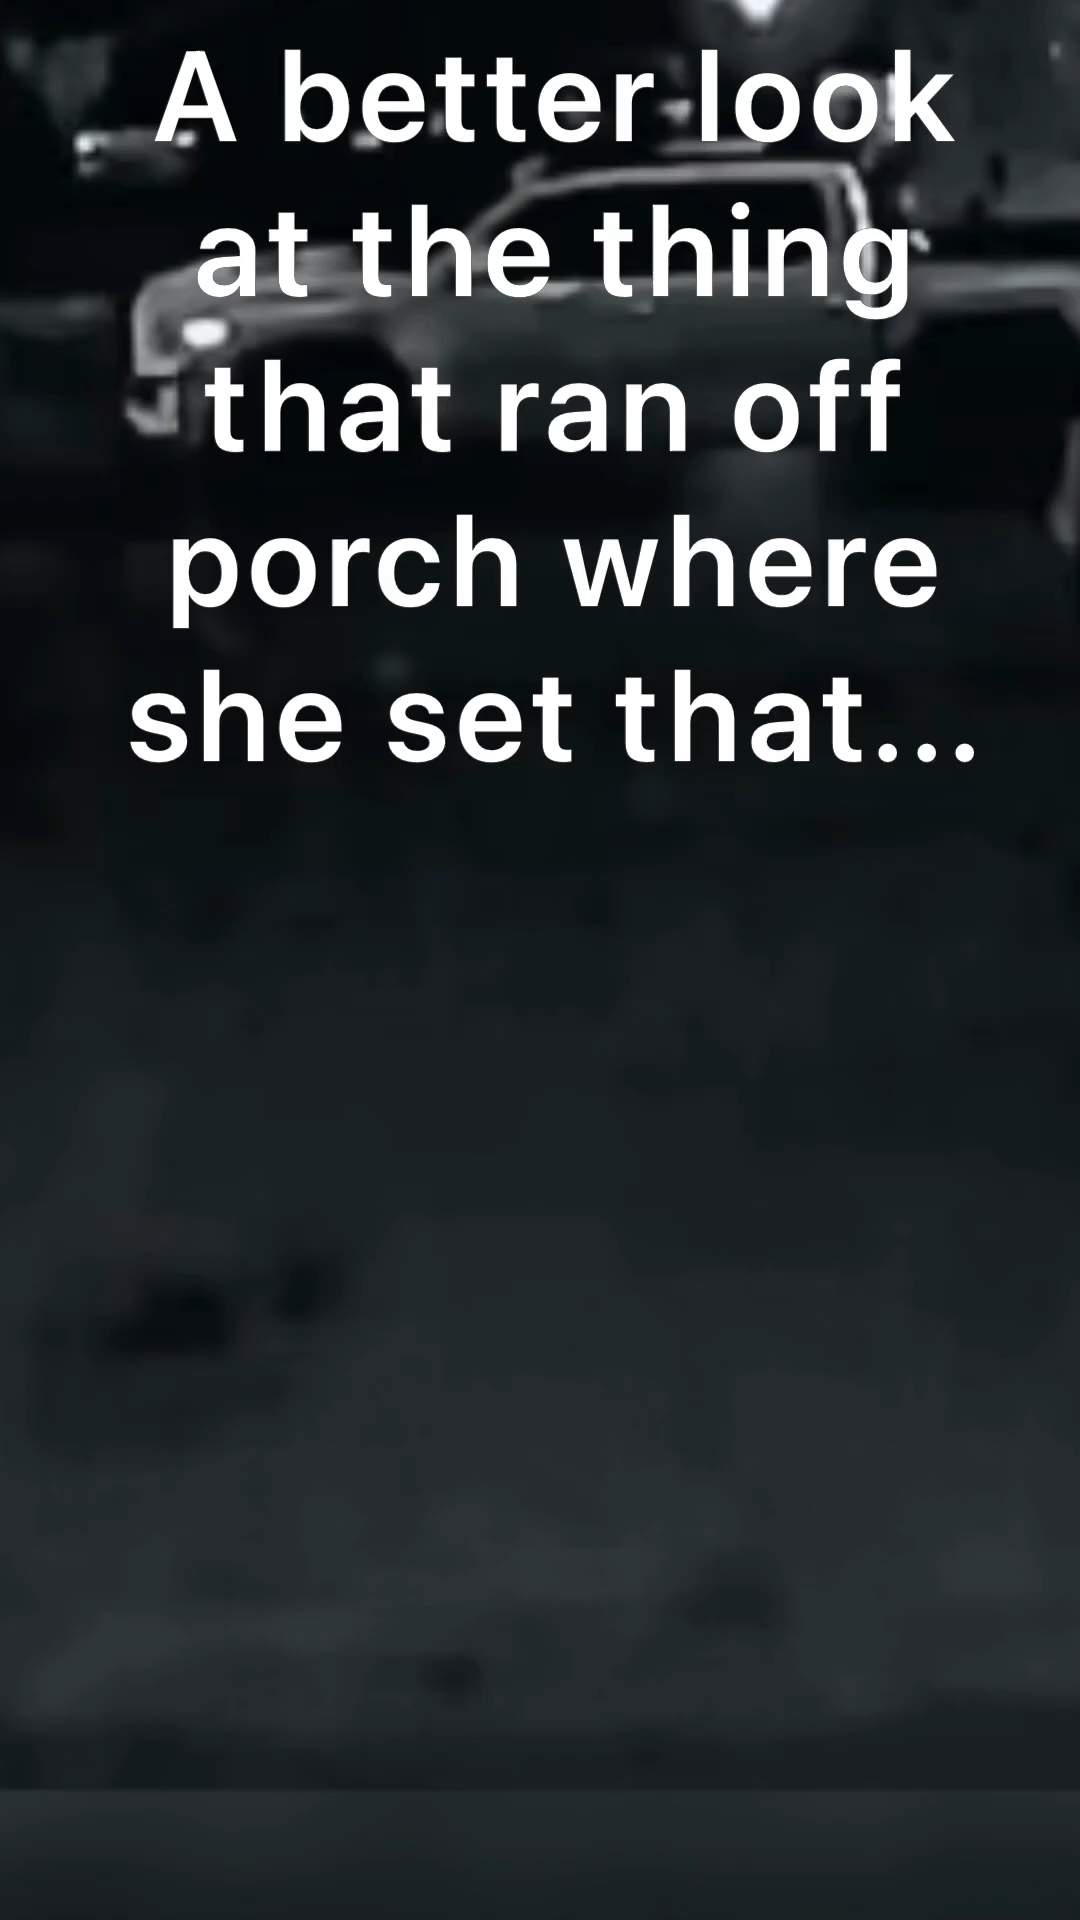 A better look
at the thing
that ran off
porch where
she set that...